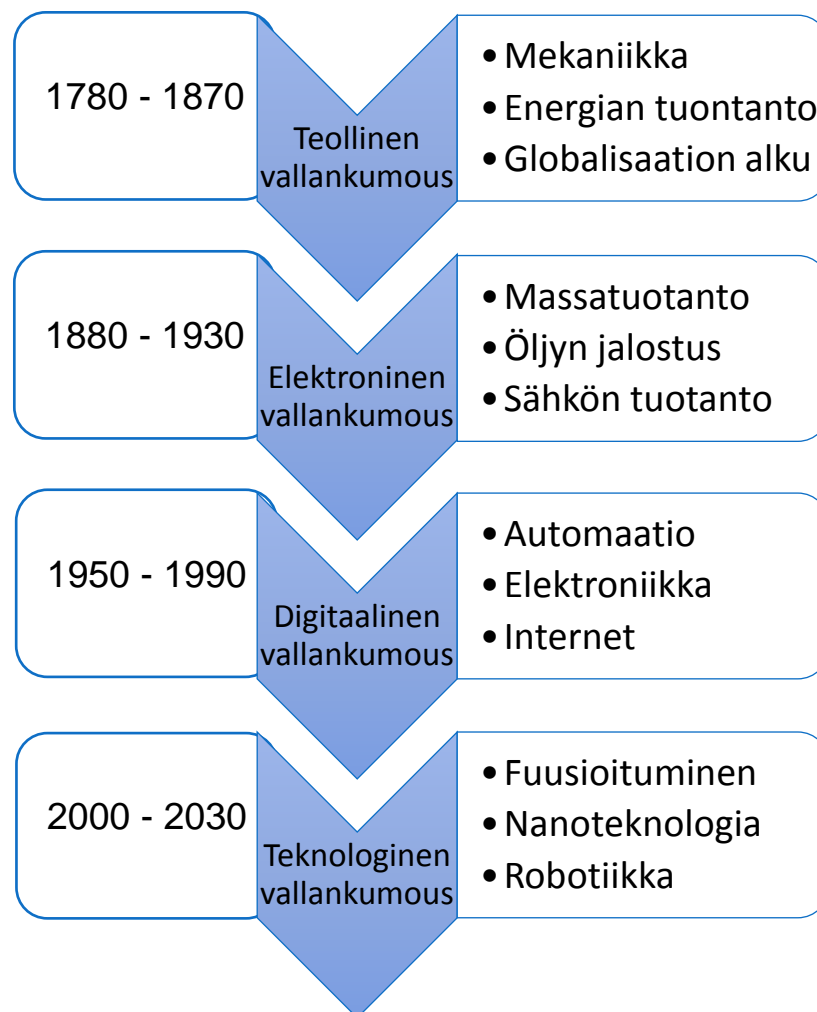 1780 - 1870
Teollinen
vallankumous
• Mekaniikka
• Energian tuontanto
• Globalisaation alku
1880 - 1930
Elektroninen
vallankumous
• Massatuotanto
• Öljyn jalostus
• Sähkön tuotanto
1950 - 1990
Digitaalinen
vallankumous
• Automaatio
• Elektroniikka
• Internet
2000 - 2030
Teknologinen
vallankumous
• Fuusioituminen
• Nanoteknologia
• Robotiikka